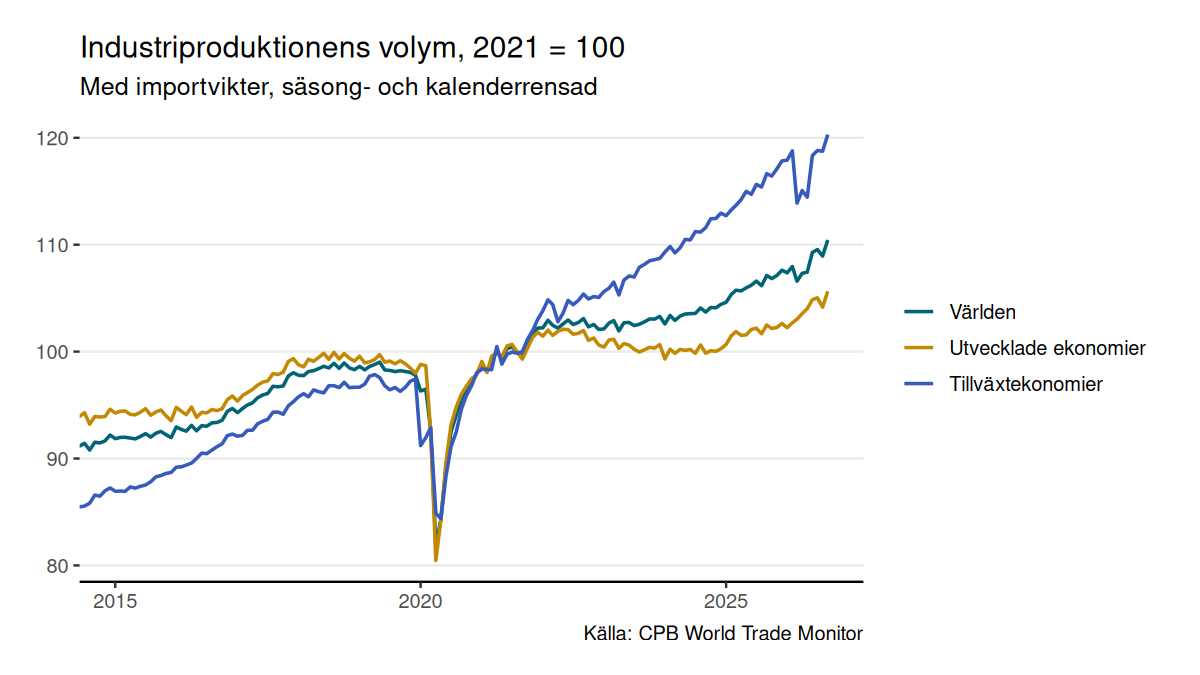 Industriproduktionens volym, 2021 = 100
Med importvikter, säsong- och kalenderrensad
120
110
100
90
80
2015
2020
2025
Världen
Utvecklade ekonomier
Tillväxtekonomier
Källa: CPB World Trade Monitor